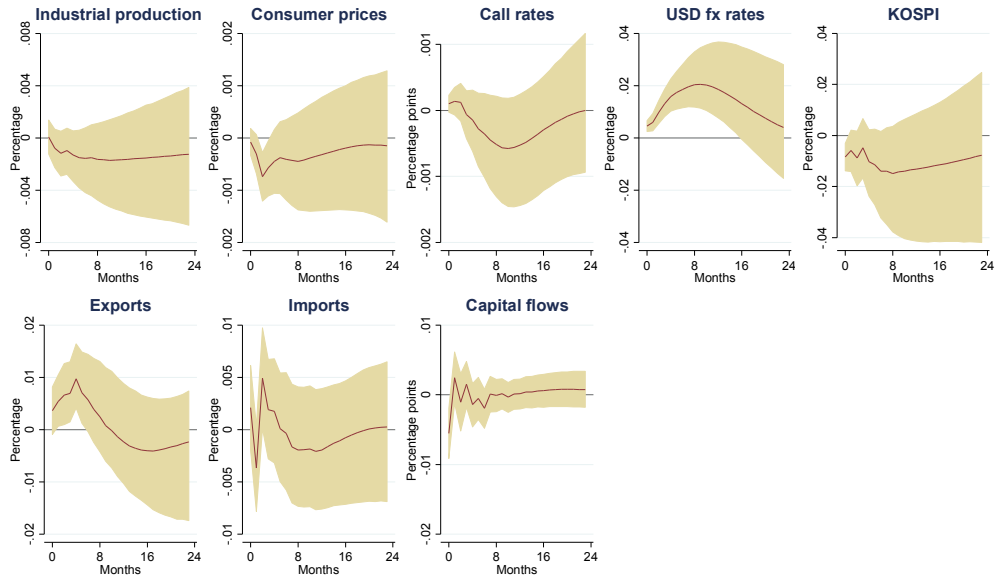 Industrial production
Percentage
.008
.004
0
-.004
-.008
0 8 16 24
Months
Consumer prices
Percentage
.002
.001
0
-.001
-.002
0 8 16 24
Months
Call rates
Percentage points
.001
0
-.001
-.002
0 8 16 24
Months
USD fx rates
Percentage
.04
.02
0
-.02
-.04
0 8 16 24
Months
KOSPI
Percentage
.04
.02
0
-.02
-.04
0 8 16 24
Months
Exports
Percentage
.02
.01
0
-.01
-.02
0 8 16 24
Months
Imports
Percentage
.01
.005
0
-.005
-.01
0 8 16 24
Months
Capital flows
Percentage points
.01
0
-.01
-.02
0 8 16 24
Months